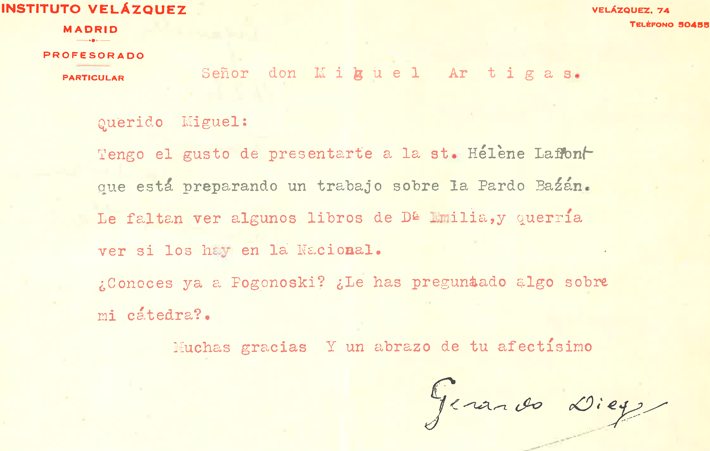 INSTITUTO VELÁZQUEZ
MADRID
PROFESORADO
PARTICULAR
VELÁZQUEZ, 74
TELÉFONO 50455
Señor don Miguel Artigas.
Querido Miguel:
Tengo el gusto de presentarte a la st. Hélène Laffont
que está preparando un trabajo sobre la Pardo Bazán.
Le faltan ver algunos libros de Dª Emilia,y querría
ver si los hay en la Nacional.
¿Conoces ya a Pogonoski? ¿Le has preguntado algo sobre
mi cátedra?.
Muchas gracias Y un abrazo de tu afectísimo
Gerardo Diego